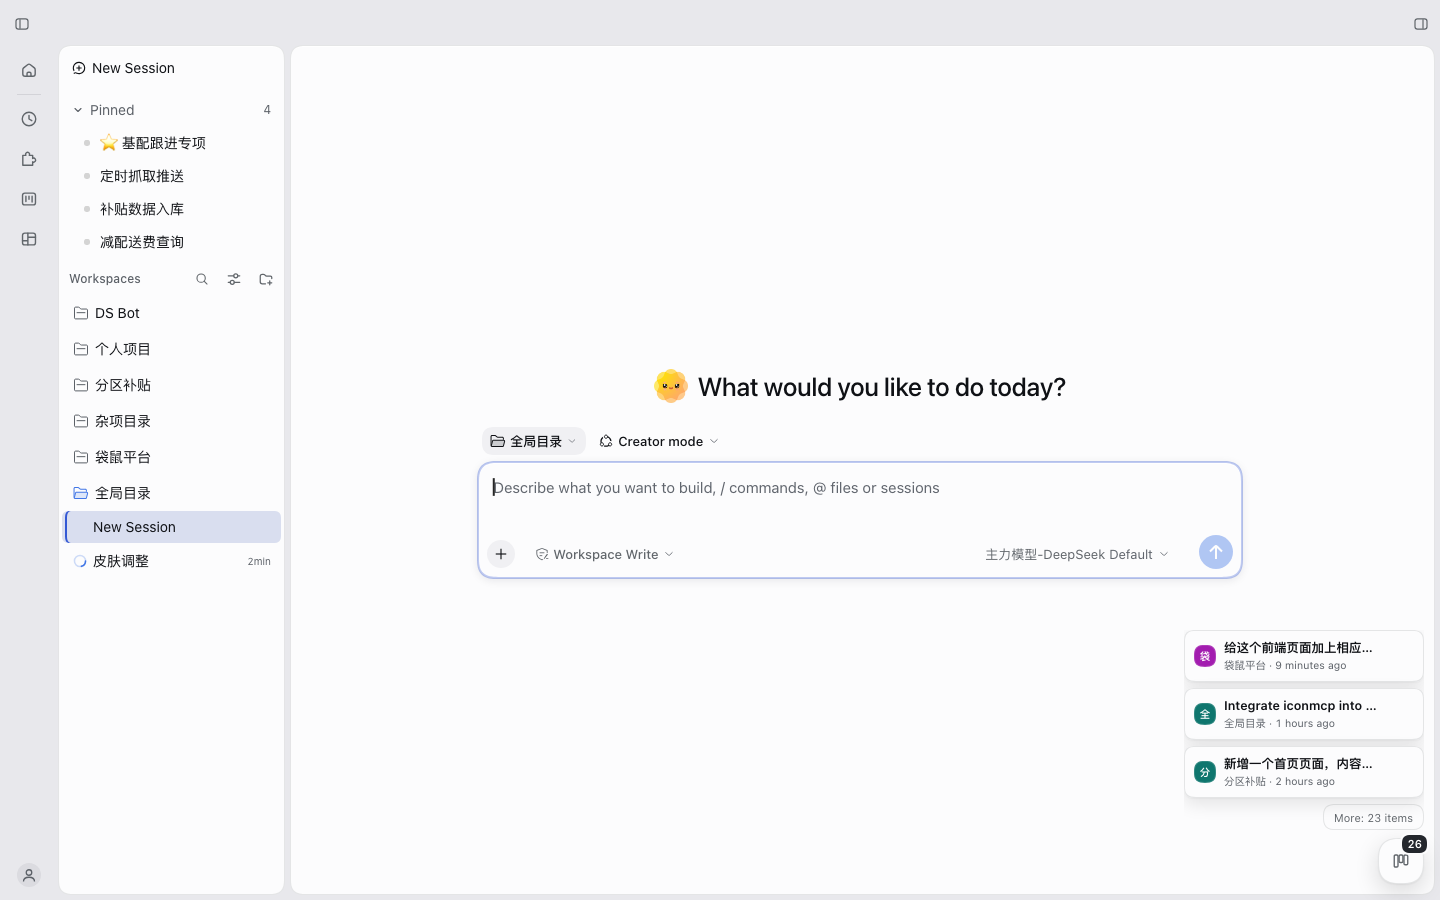 New Session
Pinned 4
⭐ 基配跟进专项
定时抓取推送
补贴数据入库
减配送费查询
Workspaces
DS Bot
个人项目
分区补贴
杂项目录
袋鼠平台
全局目录
New Session
皮肤调整 2min
What would you like to do today?
全局目录 Creator mode
Describe what you want to build, / commands, @ files or sessions
Workspace Write 主力模型-DeepSeek Default
袋 给这个前端页面加上相应...
袋鼠平台 · 9 minutes ago
全 Integrate iconmcp into ...
全局目录 · 1 hours ago
分 新增一个首页页面，内容...
分区补贴 · 2 hours ago
More: 23 items
26